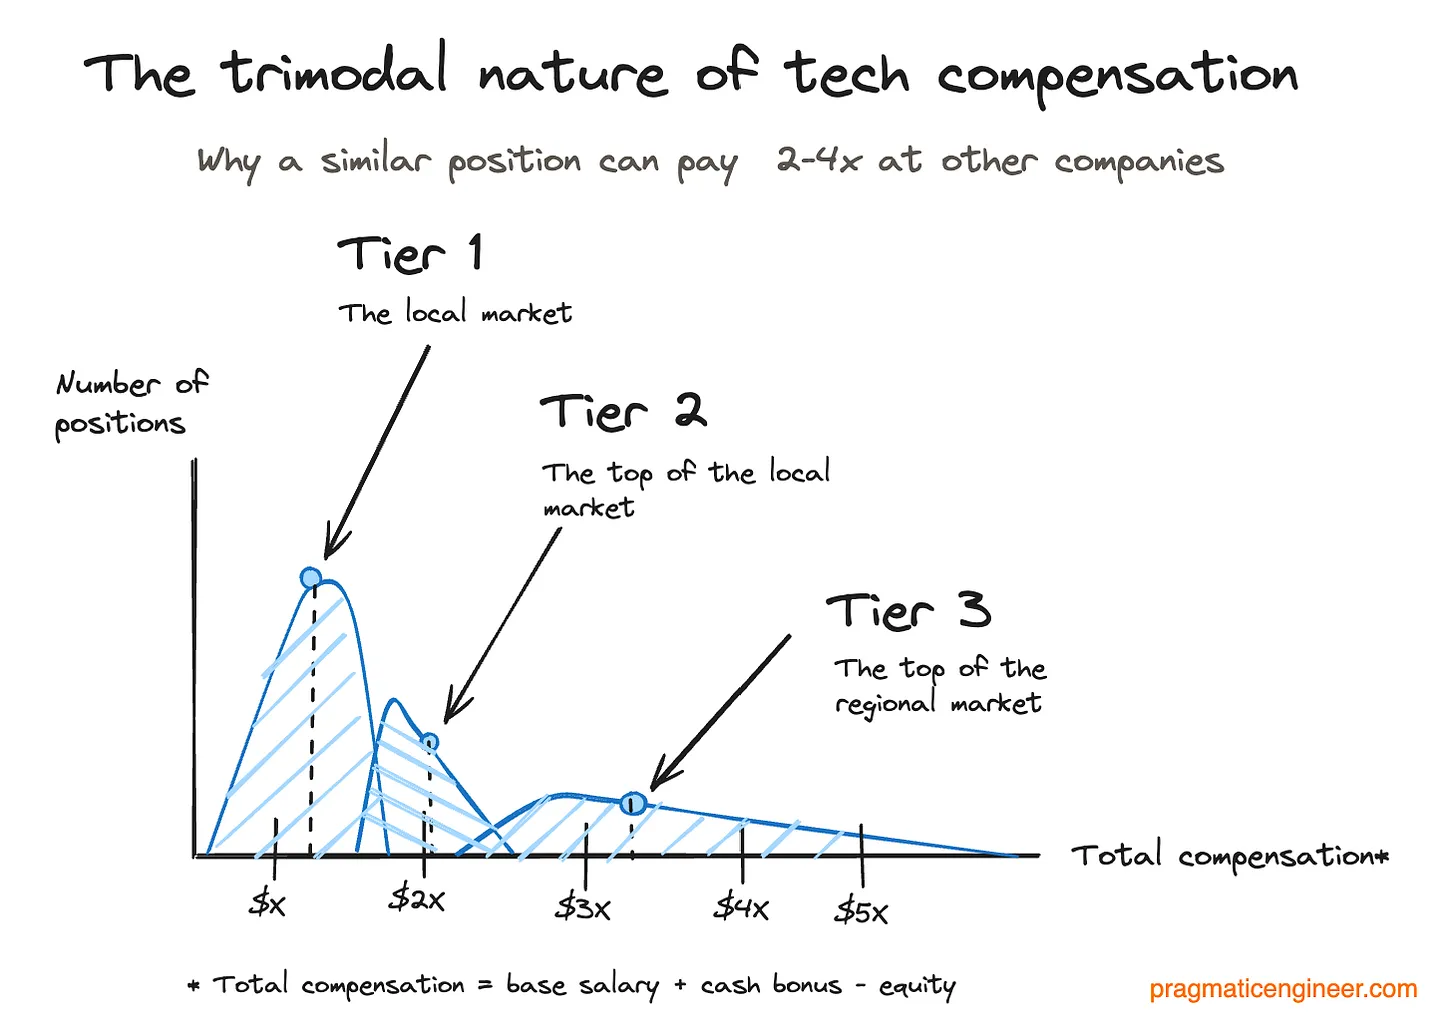 The trimodal nature of tech compensation
Why a similar position can pay 2-4x at other companies
Tier 1
The local market
Number of
positions
Tier 2
The top of the local
market
Tier 3
The top of the
regional market
Total compensation*
$x
$2x
$3x
$4x
$5x
* Total compensation = base salary + cash bonus - equity
pragmaticengineer.com